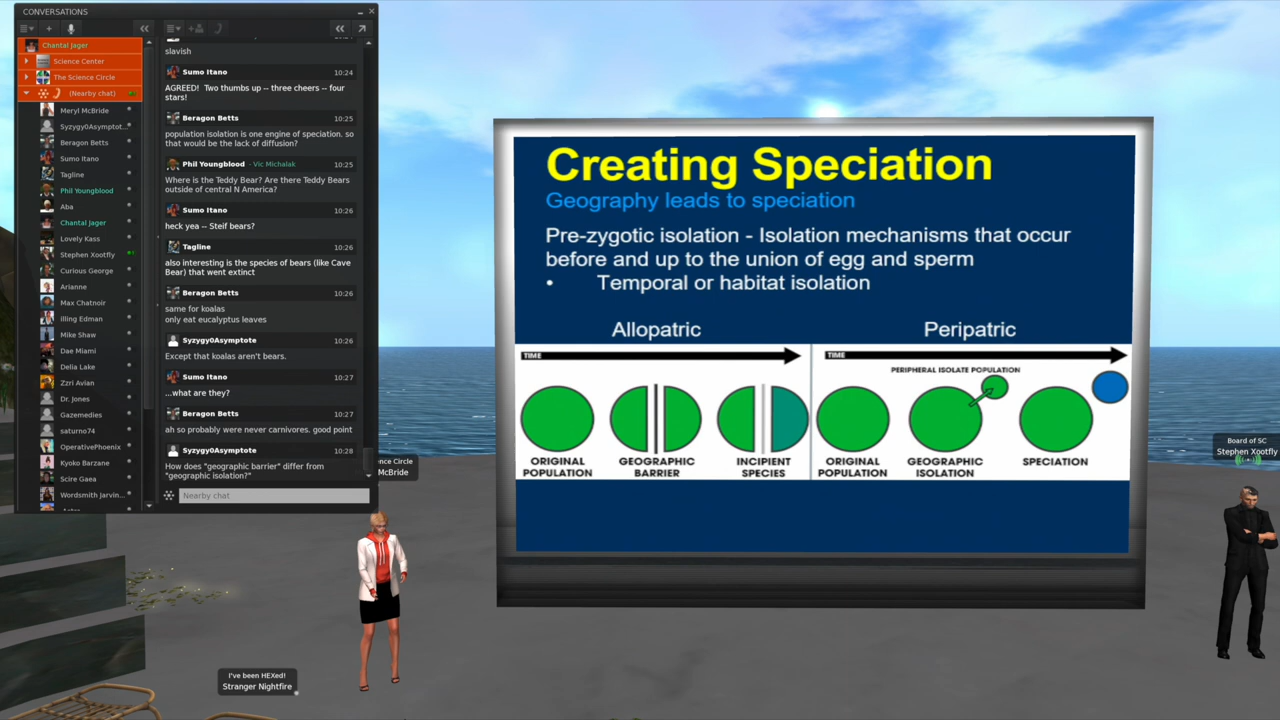 CONVERSATIONS
Chantal Jager
Science Center
The Science Circle
(Nearby chat)
Meryl McBride
Syzygy0Asymptot...
Beragon Betts
Sumo Itano
Tagline
Phil Youngblood
Aba
Chantal Jager
Lovely Kass
Stephen Xootfly
Curious George
Arianne
Max Chatnoir
illing Edman
Mike Shaw
Dae Miami
Delia Lake
Zzri Avian
Dr. Jones
Gazemedies
saturno74
OperativePhoenix
Kyoko Barzane
Scire Gaea
Wordsmith Jarvin...
slavish
Sumo Itano 10:24
AGREED! Two thumbs up -- three cheers -- four
stars!
Beragon Betts 10:25
population isolation is one engine of speciation. so
that would be the lack of diffusion?
Phil Youngblood - Vic Michalak 10:25
Where is the Teddy Bear? Are there Teddy Bears
outside of central N America?
Sumo Itano 10:26
heck yea -- Steif bears?
Tagline 10:26
also interesting is the species of bears (like Cave
Bear) that went extinct
Beragon Betts 10:26
same for koalas
only eat eucalyptus leaves
Syzygy0Asymptote 10:26
Except that koalas aren't bears.
Sumo Itano 10:27
...what are they?
Beragon Betts 10:27
ah so probably were never carnivores. good point
Syzygy0Asymptote 10:28
How does "geographic barrier" differ from
"geographic isolation?"
Nearby chat
Creating Speciation
Geography leads to speciation
Pre-zygotic isolation - Isolation mechanisms that occur
before and up to the union of egg and sperm
• Temporal or habitat isolation
Allopatric
Peripatric
TIME
TIME
PERIPHERAL ISOLATE POPULATION
ORIGINAL
POPULATION
GEOGRAPHIC
BARRIER
INCIPIENT
SPECIES
ORIGINAL
POPULATION
GEOGRAPHIC
ISOLATION
SPECIATION
nce Circle
McBride
Board of SC
Stephen Xootfly
I've been HEXed!
Stranger Nightfire